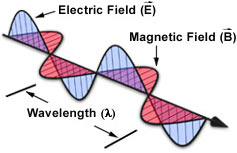 Electric Field (E⃗)
Magnetic Field (B⃗)
Wavelength (λ)